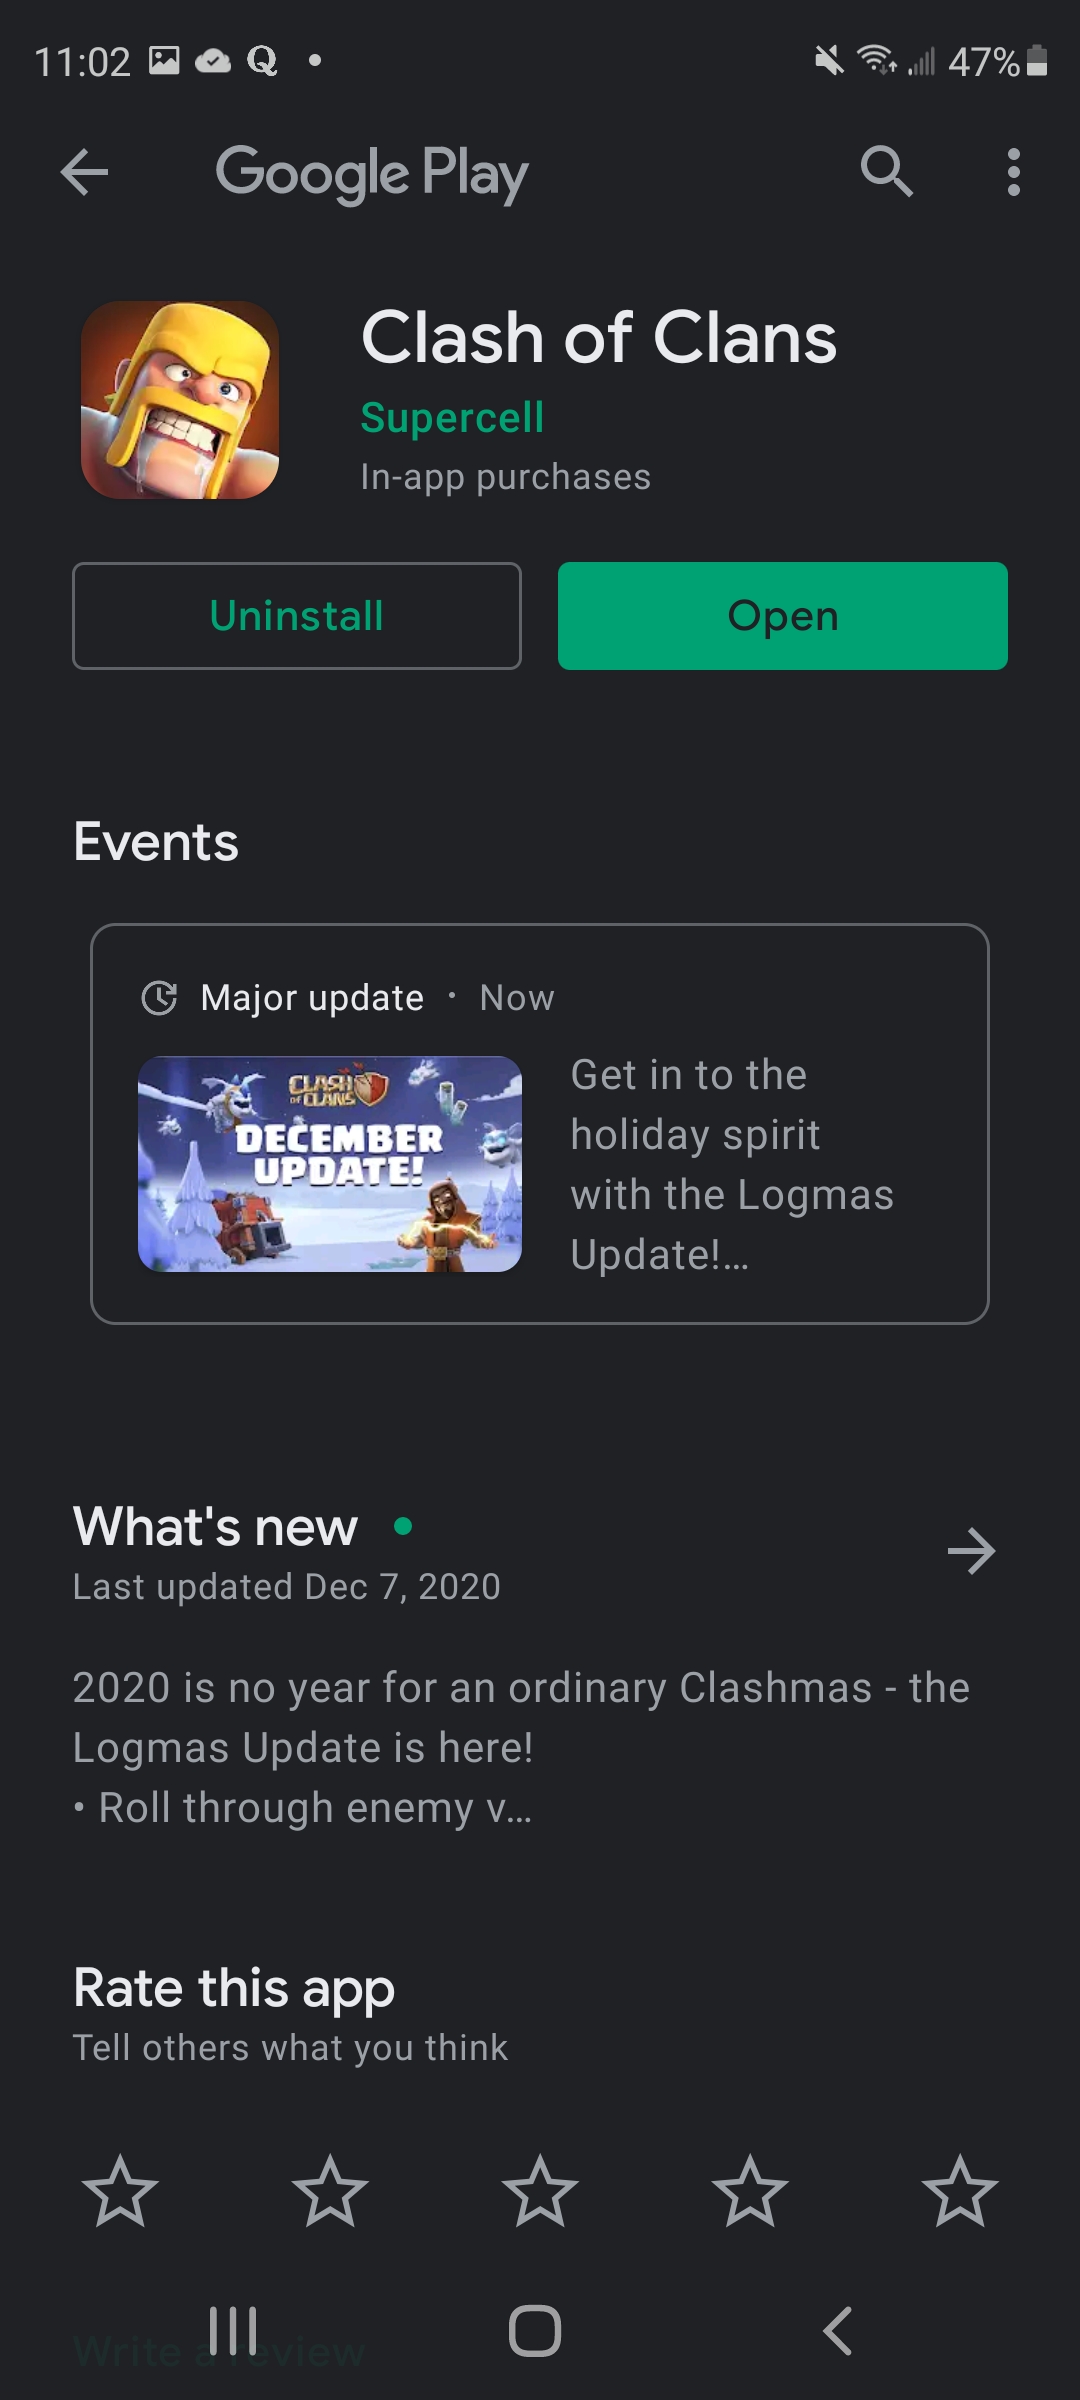 11:02
47%
Google Play
Clash of Clans
Supercell
In-app purchases
Uninstall
Open
Events
Major update · Now
CLASH
OF CLANS
DECEMBER
UPDATE!
Get in to the
holiday spirit
with the Logmas
Update!…
What's new
Last updated Dec 7, 2020
2020 is no year for an ordinary Clashmas - the
Logmas Update is here!
• Roll through enemy v…
Rate this app
Tell others what you think
Write a review